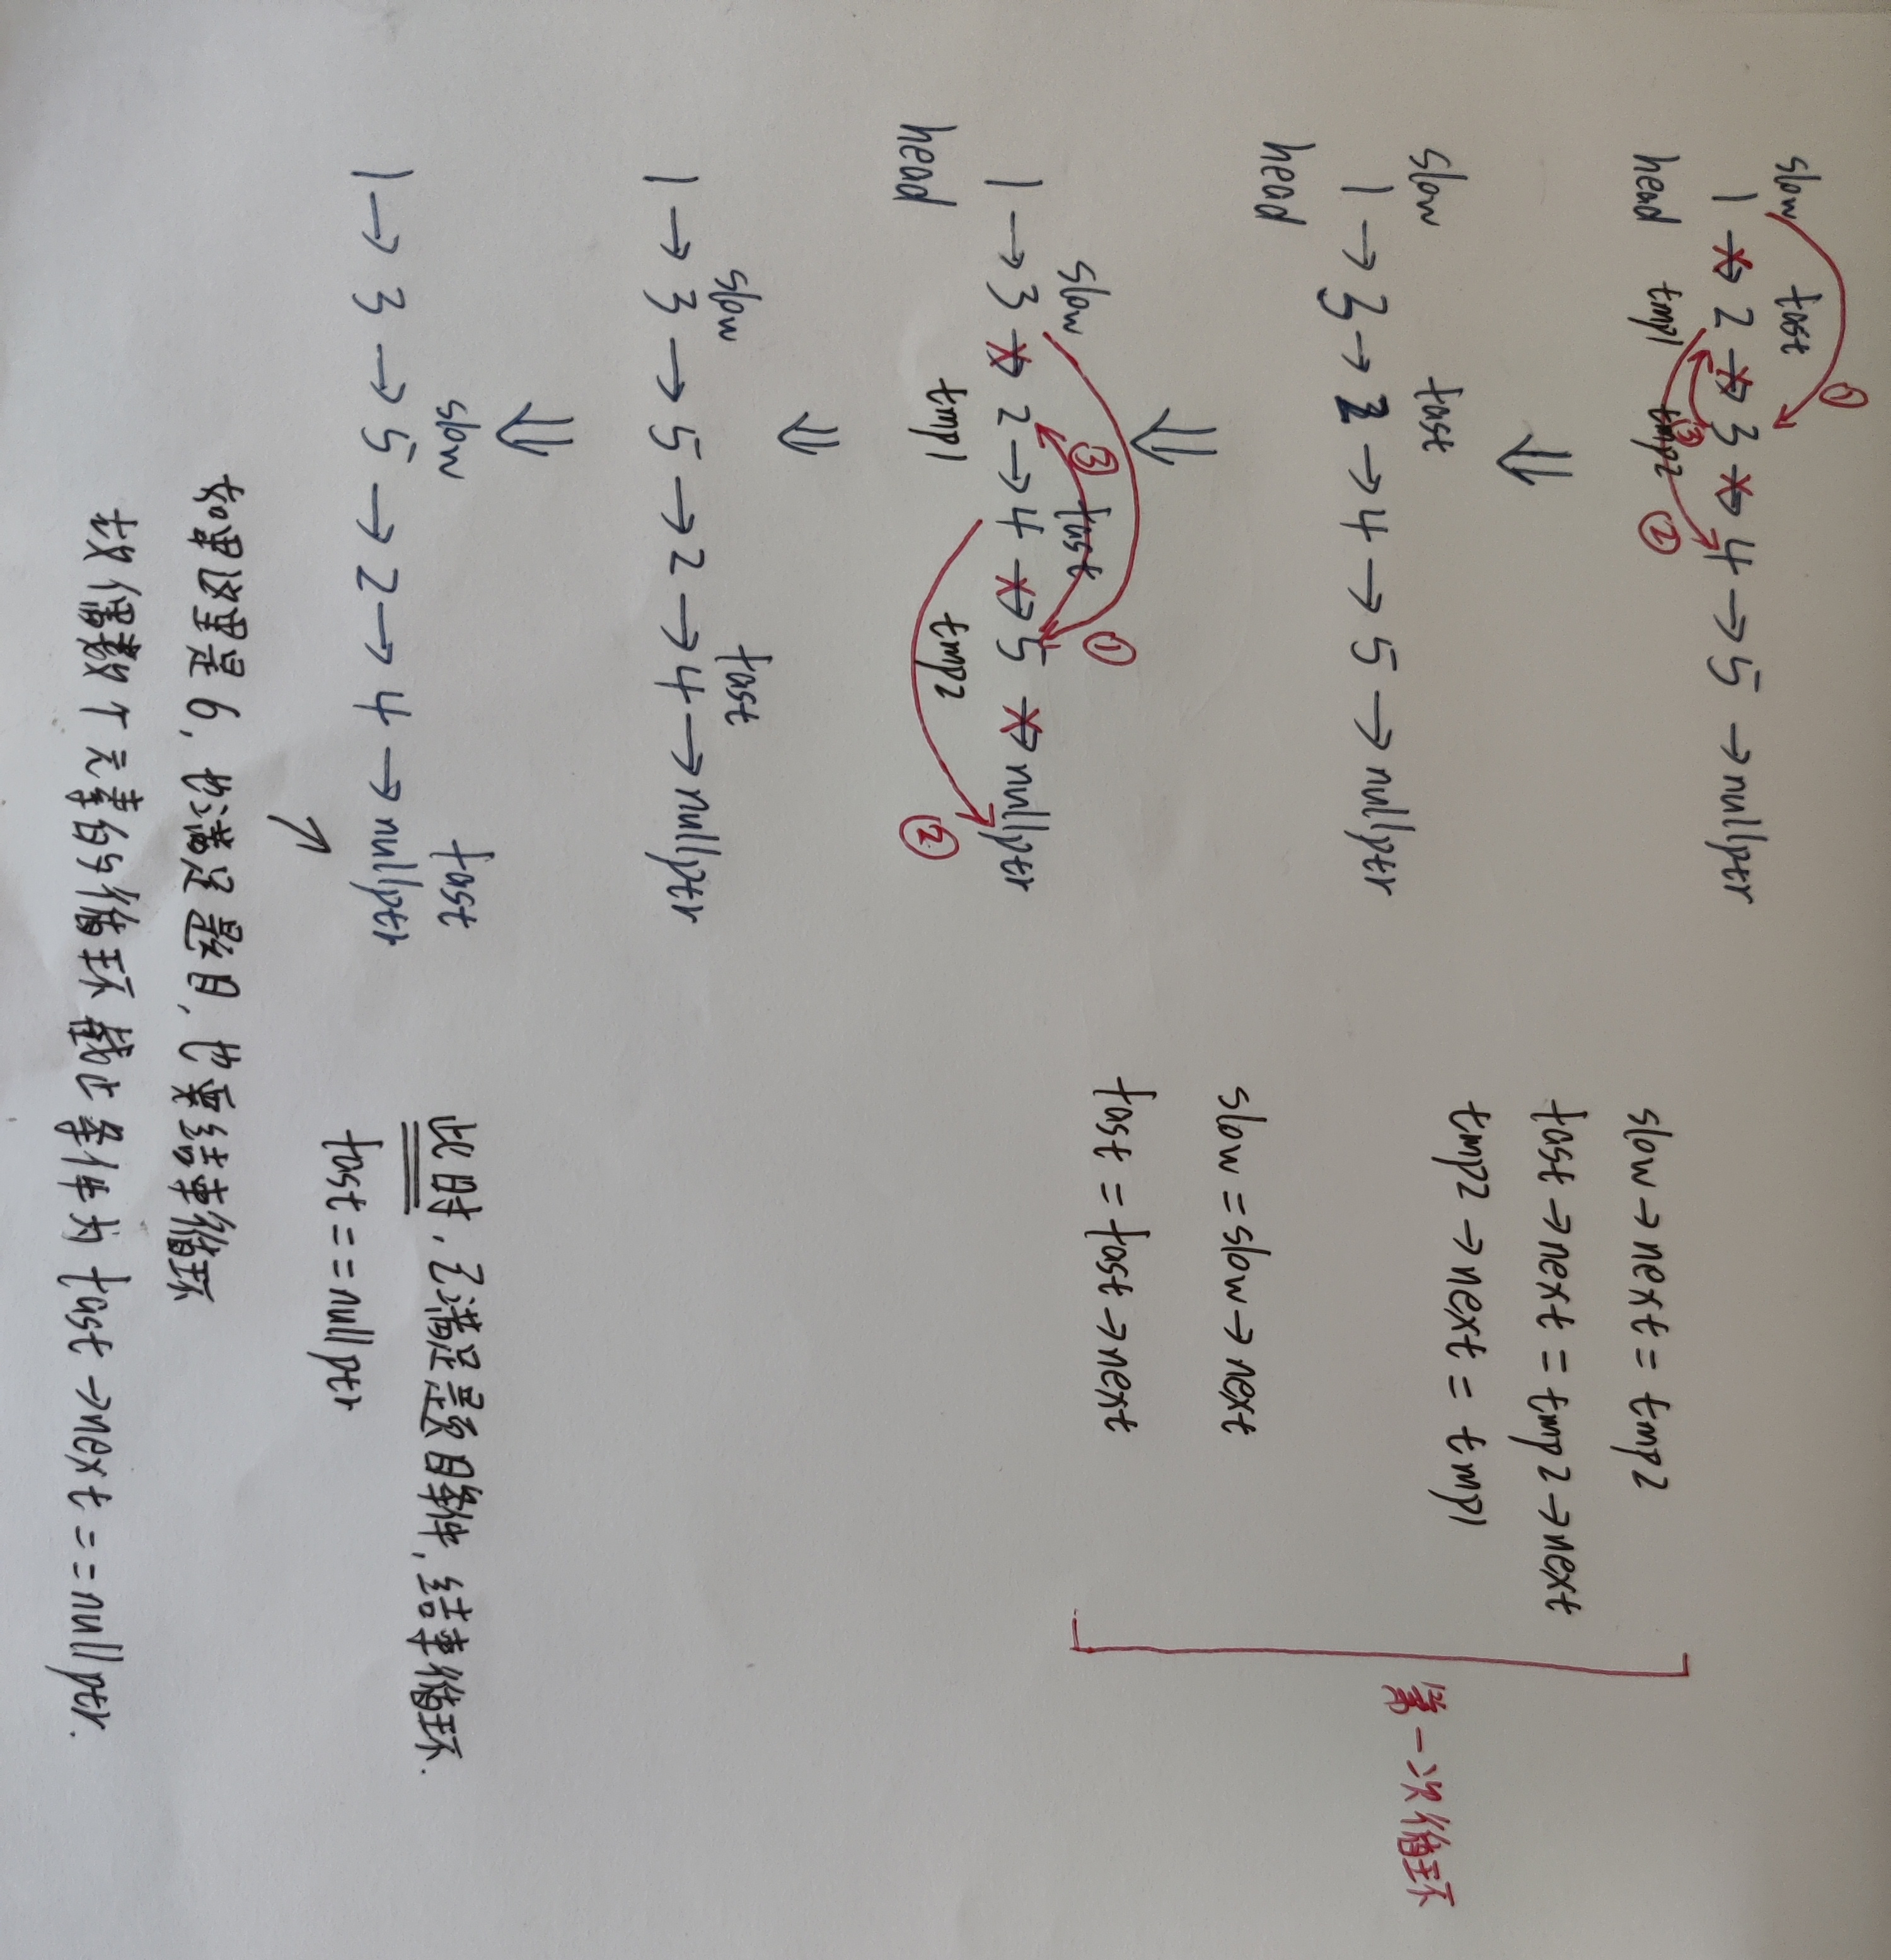 ①
slow fast
1 → 2 → 3 → 4 → 5 → nullptr
③
head tmp1 tmp2 ②
slow → next = tmp2
fast → next = tmp2 → next
tmp2 → next = tmp1
第一次循环
⇓
slow fast
1 → 3 → 2 → 4 → 5 → nullptr
head
slow = slow → next
fast = fast → next
⇓
slow ③ fast ①
1 → 3 → 2 → 4 → 5 → nullptr
head tmp1 tmp2 ②
⇓
slow fast
1 → 3 → 5 → 2 → 4 → nullptr
⇓
slow fast
1 → 3 → 5 → 2 → 4 → nullptr
此时,已满足题目条件,结束循环.
fast == nullptr
如果这里是6,也满足题目,也要结束循环
故偶数个元素的循环截止条件为 fast → next == nullptr.